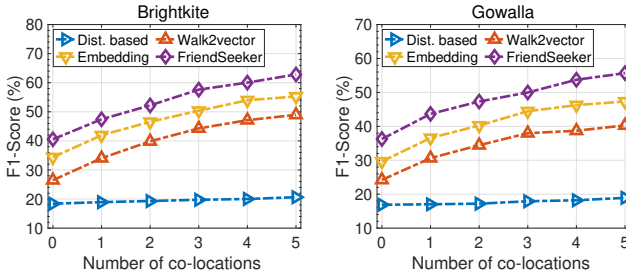 Brightkite
F1-Score (%)
80
70
60
50
40
30
20
10
Dist. based
Walk2vector
Embedding
FriendSeeker
0 1 2 3 4 5
Number of co-locations
Gowalla
F1-Score (%)
70
60
50
40
30
20
10
0
Dist. based
Walk2vector
Embedding
FriendSeeker
0 1 2 3 4 5
Number of co-locations